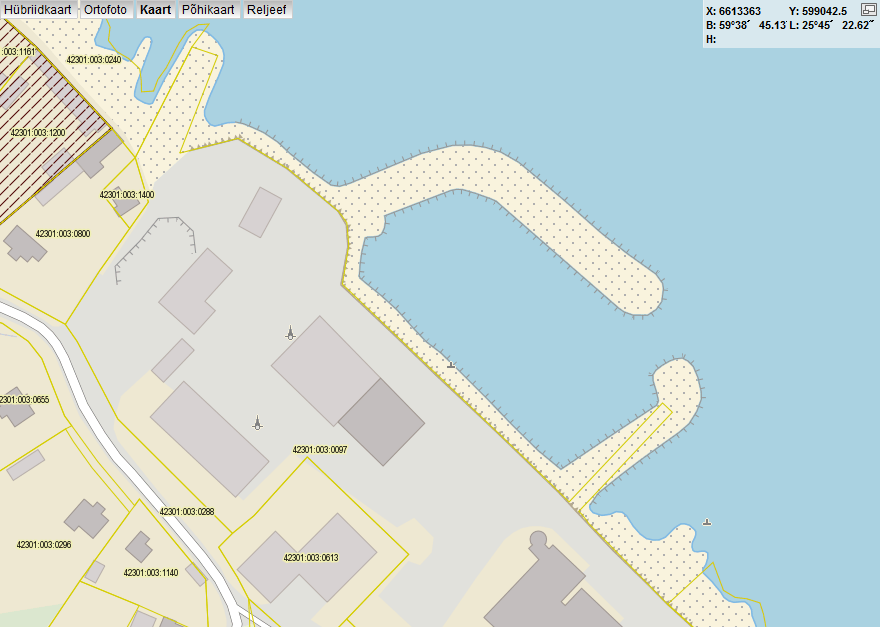 Hübriidkaart Ortofoto Kaart Põhikaart Reljeef
X: 6613363 Y: 599042.5
B: 59°38´ 45.13 L: 25°45´ 22.62˝
H:
:003:1161
42301:003:0240
42301:003:1200
42301:003:1400
42301:003:0800
42301:003:0655
42301:003:0097
42301:003:0288
42301:003:0296
42301:003:0613
42301:003:1140